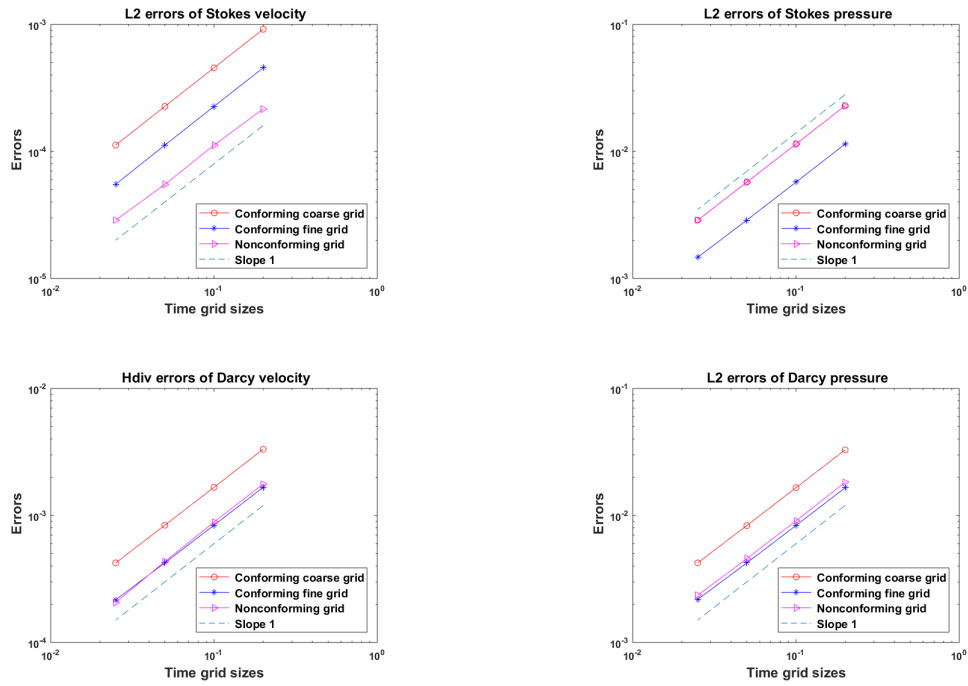 L2 errors of Stokes velocity
10^-3
10^-4
10^-5
Errors
Conforming coarse grid
Conforming fine grid
Nonconforming grid
Slope 1
10^-2
10^-1
10^0
Time grid sizes
L2 errors of Stokes pressure
10^-1
10^-2
10^-3
Errors
Conforming coarse grid
Conforming fine grid
Nonconforming grid
Slope 1
10^-2
10^-1
10^0
Time grid sizes
Hdiv errors of Darcy velocity
10^-2
10^-3
10^-4
Errors
Conforming coarse grid
Conforming fine grid
Nonconforming grid
Slope 1
10^-2
10^-1
10^0
Time grid sizes
L2 errors of Darcy pressure
10^-1
10^-2
10^-3
Errors
Conforming coarse grid
Conforming fine grid
Nonconforming grid
Slope 1
10^-2
10^-1
10^0
Time grid sizes